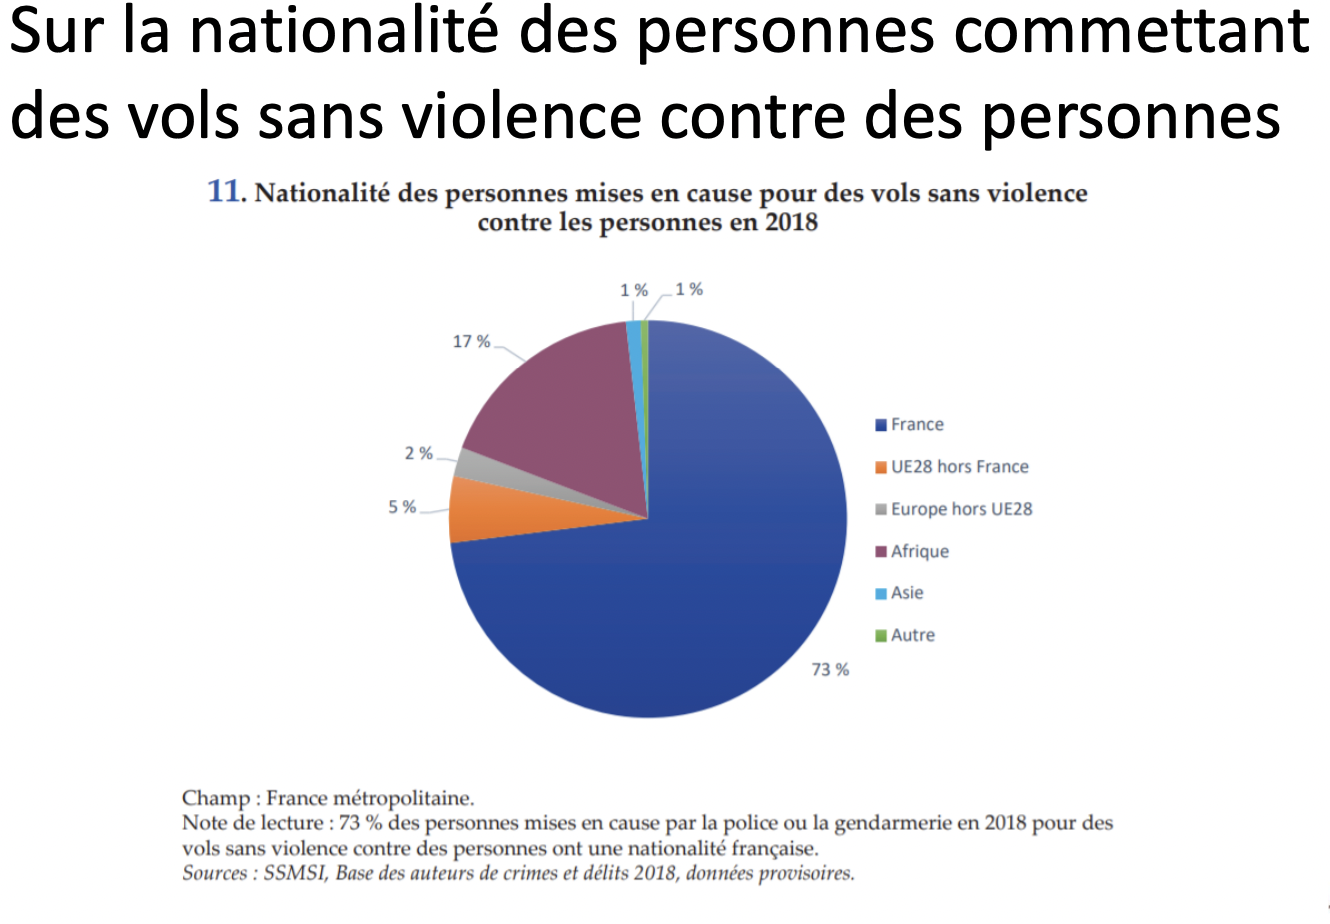 Sur la nationalité des personnes commettant
des vols sans violence contre des personnes
11. Nationalité des personnes mises en cause pour des vols sans violence
contre les personnes en 2018
1 %
1 %
17 %
2 %
5 %
73 %
France
UE28 hors France
Europe hors UE28
Afrique
Asie
Autre
Champ : France métropolitaine.
Note de lecture : 73 % des personnes mises en cause par la police ou la gendarmerie en 2018 pour des
vols sans violence contre des personnes ont une nationalité française.
Sources : SSMSI, Base des auteurs de crimes et délits 2018, données provisoires.